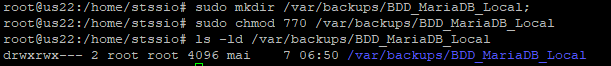 root@us22:/home/stssio# sudo mkdir /var/backups/BDD_MariaDB_Local;
root@us22:/home/stssio# sudo chmod 770 /var/backups/BDD_MariaDB_Local
root@us22:/home/stssio# ls -ld /var/backups/BDD_MariaDB_Local
drwxrwx--- 2 root root 4096 mai    7 06:50 /var/backups/BDD_MariaDB_Local